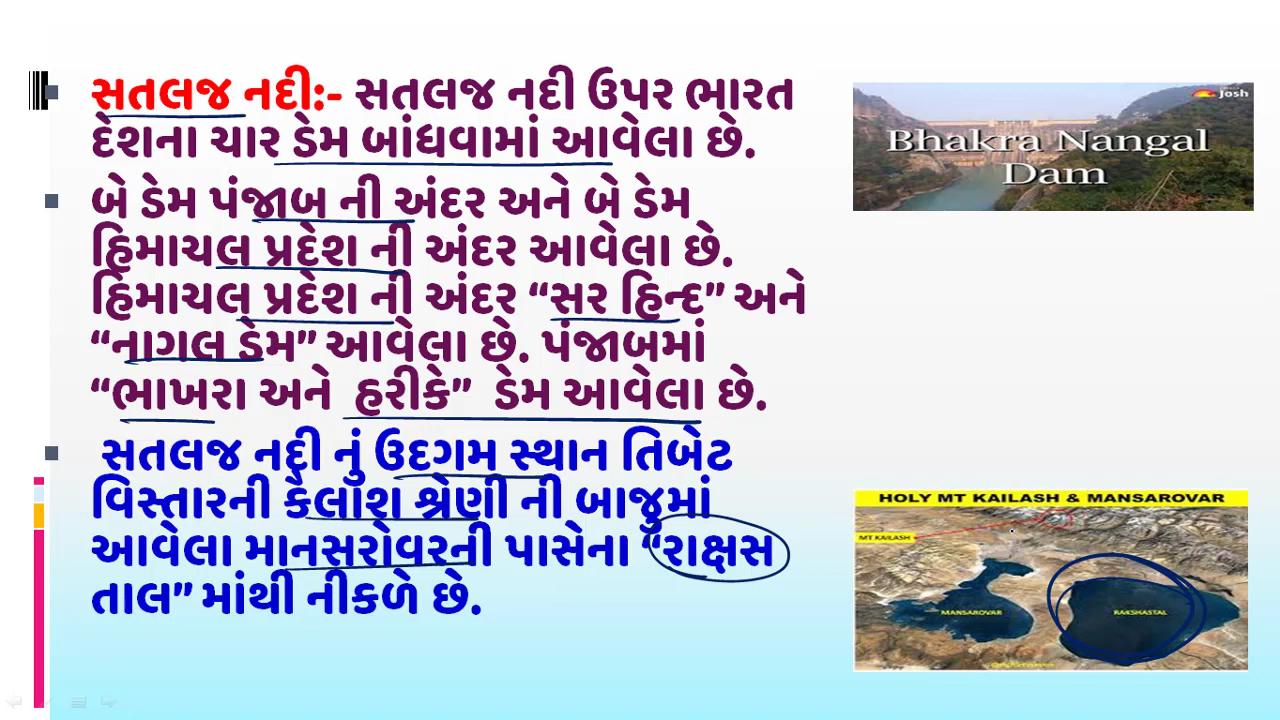 સતલજ નદી:- સતલજ નદી ઉપર ભારત
દેશના ચાર ડેમ બાંધવામાં આવેલા છે.
બે ડેમ પંજાબ ની અંદર અને બે ડેમ
હિમાચલ પ્રદેશ ની અંદર આવેલા છે.
હિમાચલ પ્રદેશ ની અંદર “સર હિન્દ” અને
“નાગલ ડેમ” આવેલા છે. પંજાબમાં
“ભાખરા અને હરીકે” ડેમ આવેલા છે.
સતલજ નદી નું ઉદગમ સ્થાન તિબેટ
વિસ્તારની કૈલાશ શ્રેણી ની બાજુમાં
આવેલા માનસરોવરની પાસેના “રાક્ષસ
તાલ” માંથી નીકળે છે.
Josh
Bhakra Nangal
Dam
HOLY MT KAILASH & MANSAROVAR
MT KAILASH
MANSAROVAR
RAKSHASTAL